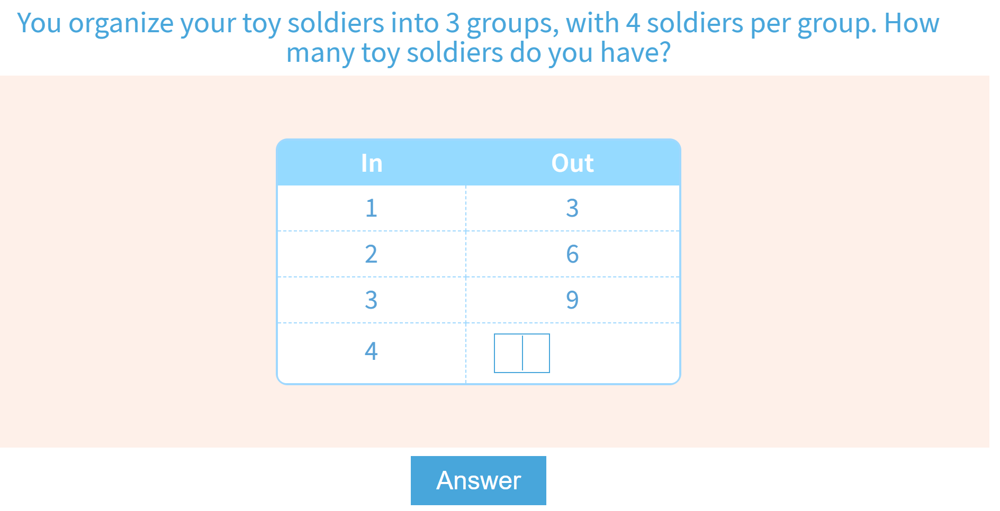 You organize your toy soldiers into 3 groups, with 4 soldiers per group. How
many toy soldiers do you have?
In Out
1 3
2 6
3 9
4
Answer